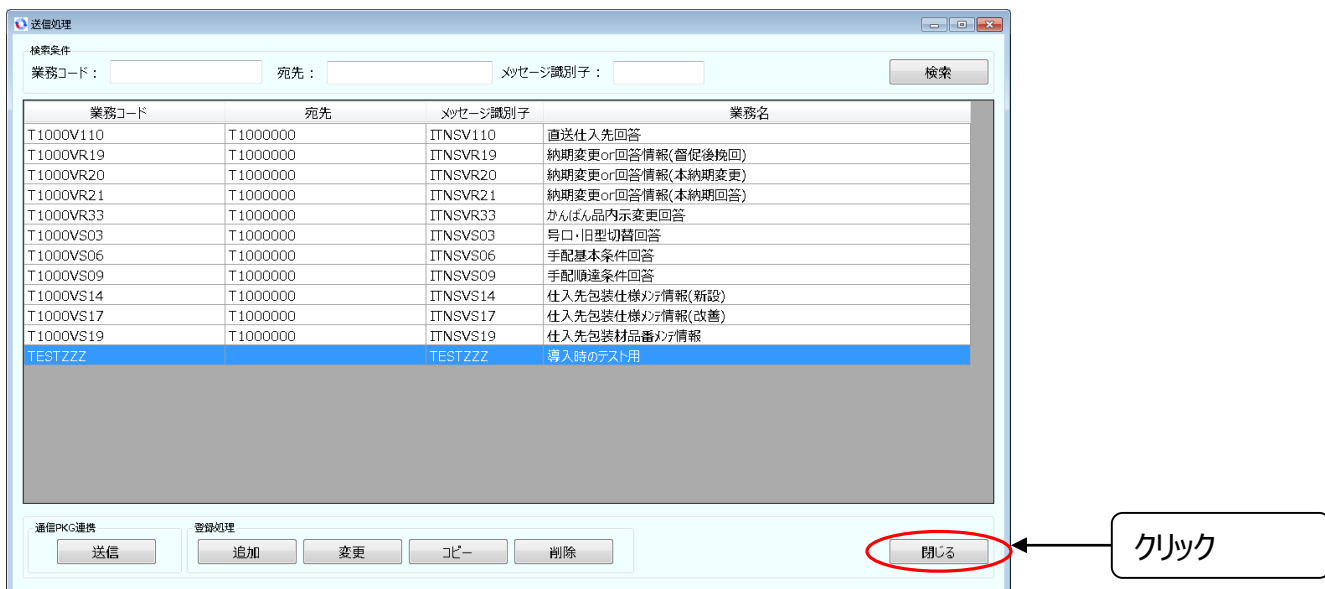 送信処理
検索条件
業務コード： 宛先： メッセージ識別子： 検索
業務コード 宛先 メッセージ識別子 業務名
T1000V110 T1000000 ITNSV110 直送仕入先回答
T1000VR19 T1000000 ITNSVR19 納期変更or回答情報(督促後挽回)
T1000VR20 T1000000 ITNSVR20 納期変更or回答情報(本納期変更)
T1000VR21 T1000000 ITNSVR21 納期変更or回答情報(本納期回答)
T1000VR33 T1000000 ITNSVR33 かんばん品内示変更回答
T1000VS03 T1000000 ITNSVS03 号口・旧型切替回答
T1000VS06 T1000000 ITNSVS06 手配基本条件回答
T1000VS09 T1000000 ITNSVS09 手配順達条件回答
T1000VS14 T1000000 ITNSVS14 仕入先包装仕様ﾒﾝﾃ情報(新設)
T1000VS17 T1000000 ITNSVS17 仕入先包装仕様ﾒﾝﾃ情報(改善)
T1000VS19 T1000000 ITNSVS19 仕入先包装材品番ﾒﾝﾃ情報
TESTZZZ TESTZZZ 導入時のテスト用
通信PKG連携 登録処理
送信 追加 変更 コピー 削除 閉じる クリック